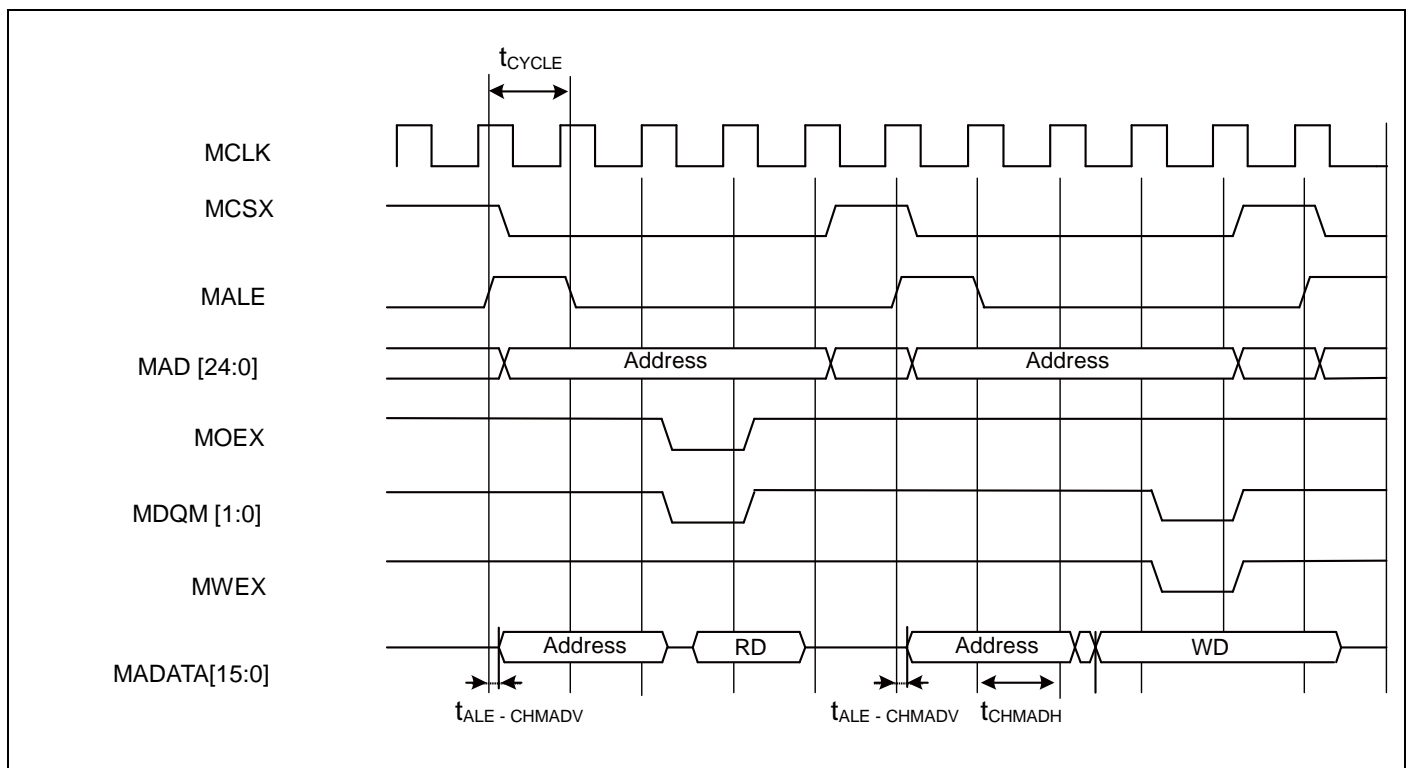 tCYCLE
MCLK
MCSX
MALE
MAD [24:0]
Address
Address
MOEX
MDQM [1:0]
MWEX
MADATA[15:0]
Address
RD
Address
WD
tALE - CHMADV
tALE - CHMADV
tCHMADH